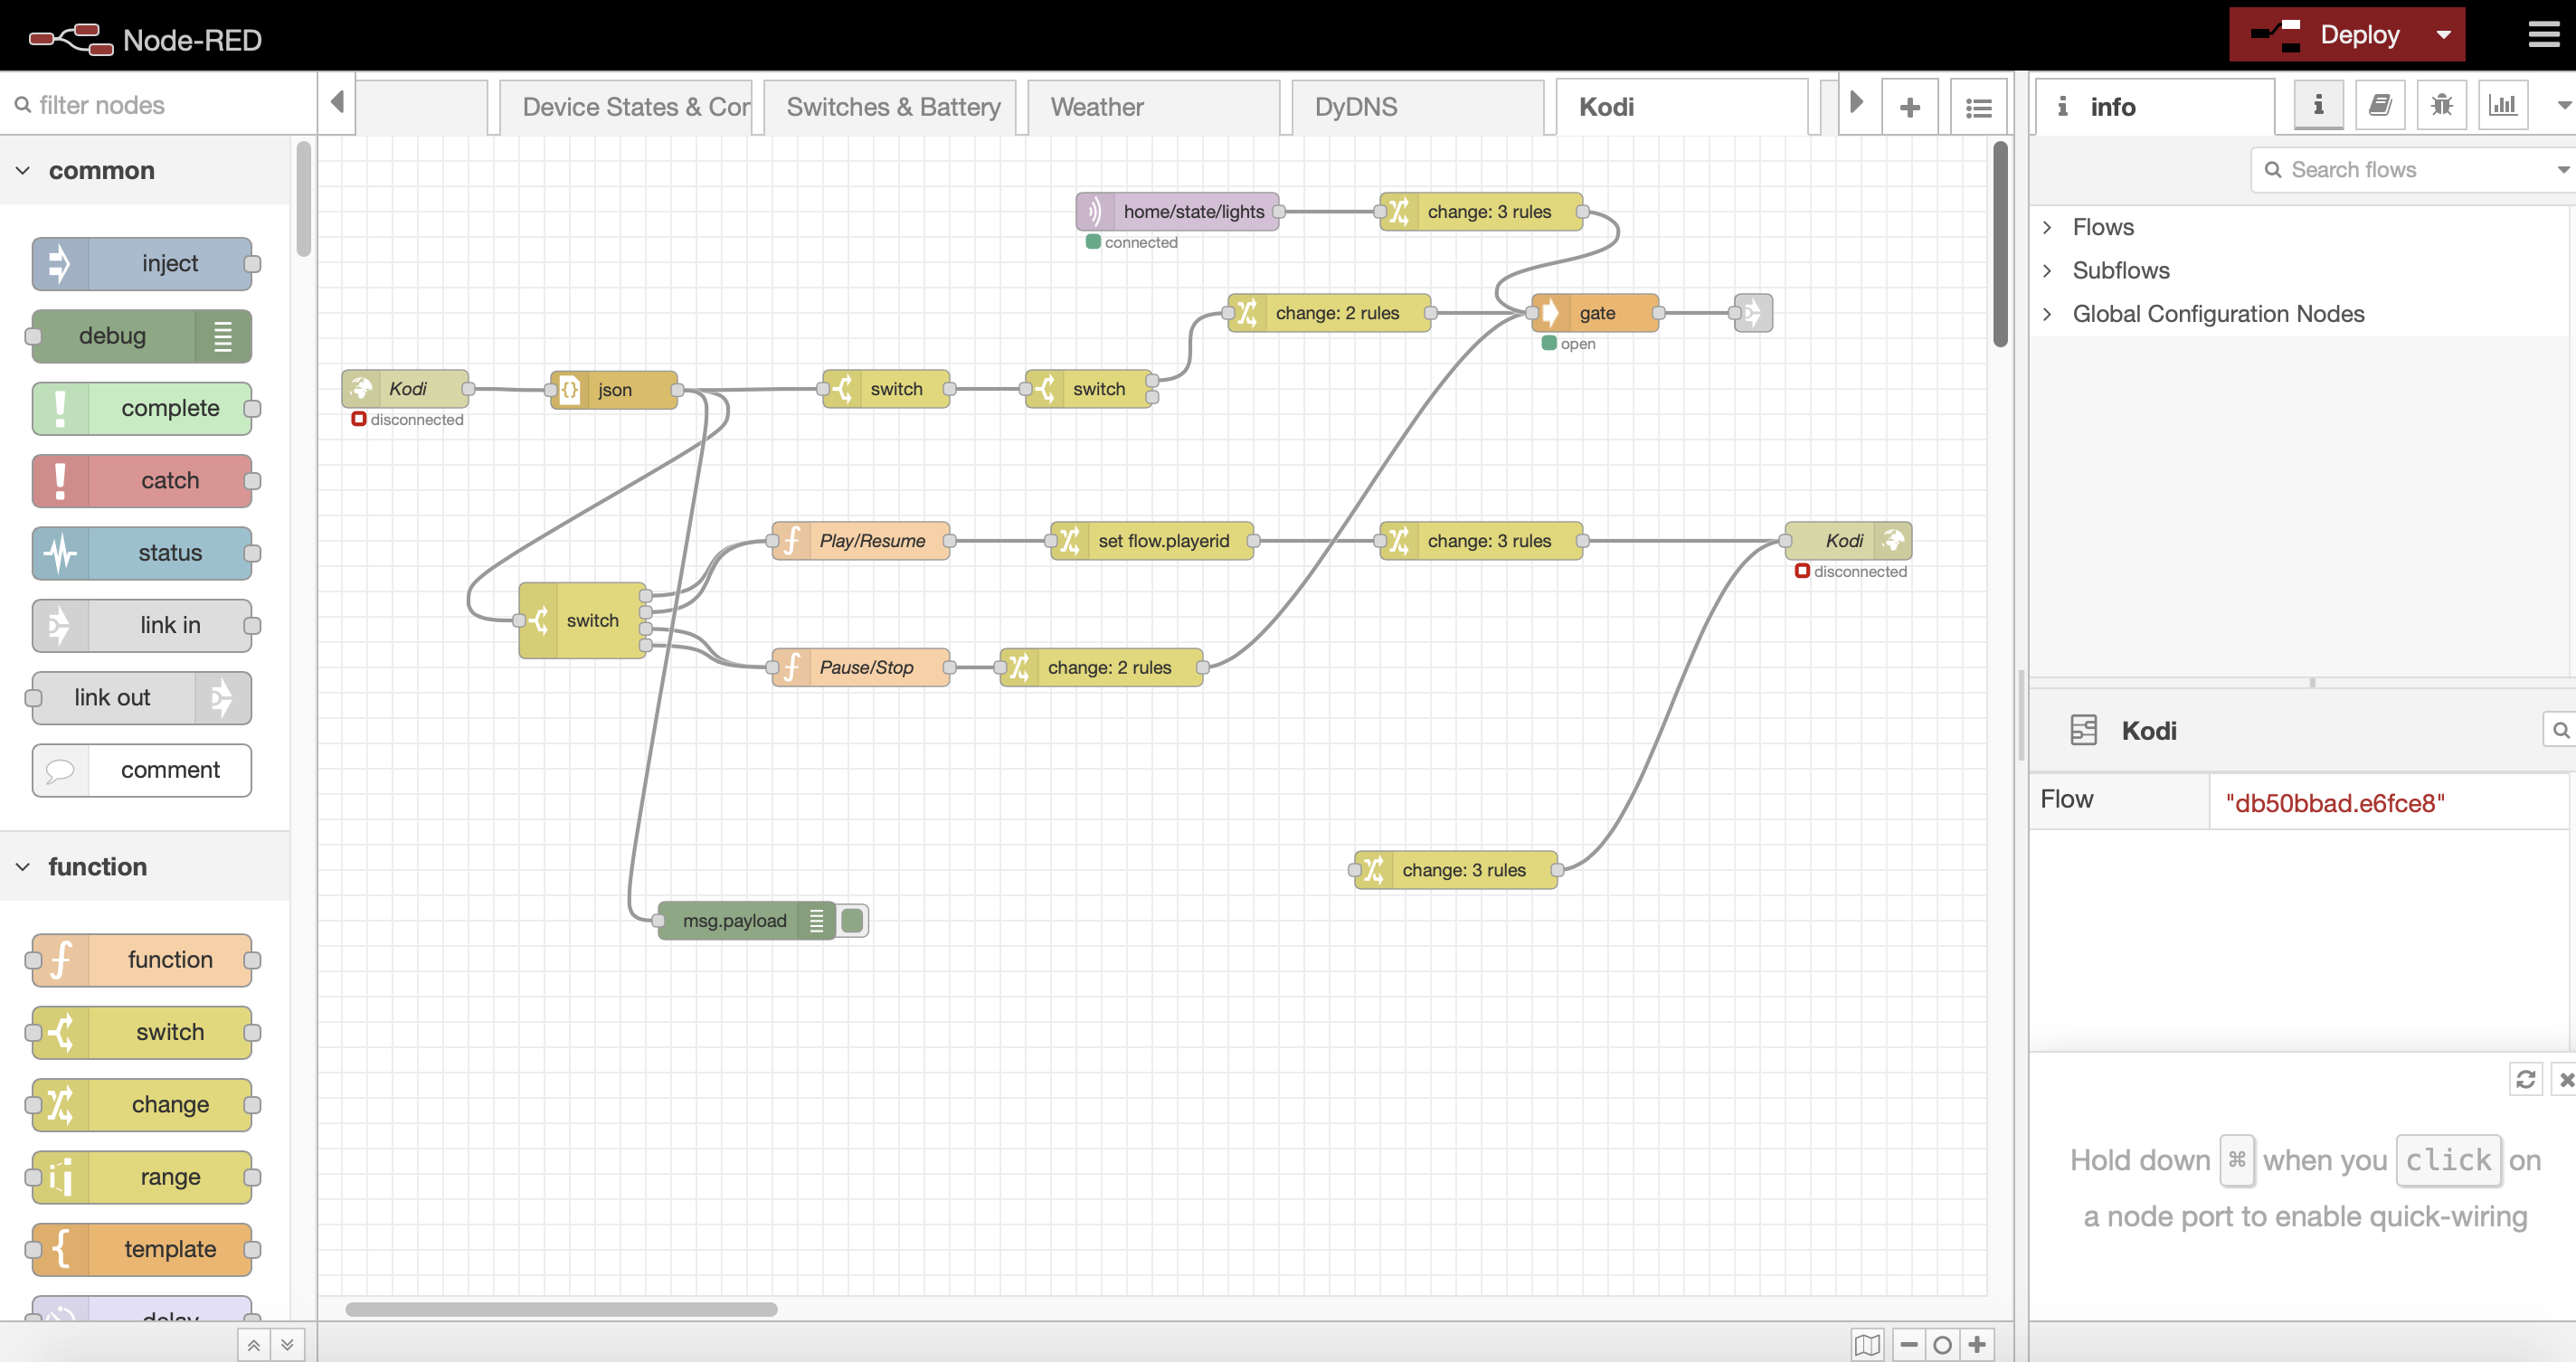 Node-RED
Deploy
filter nodes
Device States & Cor
Switches & Battery
Weather
DyDNS
Kodi
info
Search flows
common
inject
debug
complete
catch
status
link in
link out
comment
function
function
switch
change
range
template
delay
home/state/lights
connected
change: 3 rules
change: 2 rules
gate
open
Kodi
disconnected
json
switch
switch
Play/Resume
set flow.playerid
change: 3 rules
Kodi
disconnected
switch
Pause/Stop
change: 2 rules
change: 3 rules
msg.payload
Flows
Subflows
Global Configuration Nodes
Kodi
Flow
"db50bbad.e6fce8"
Hold down ⌘ when you click on
a node port to enable quick-wiring